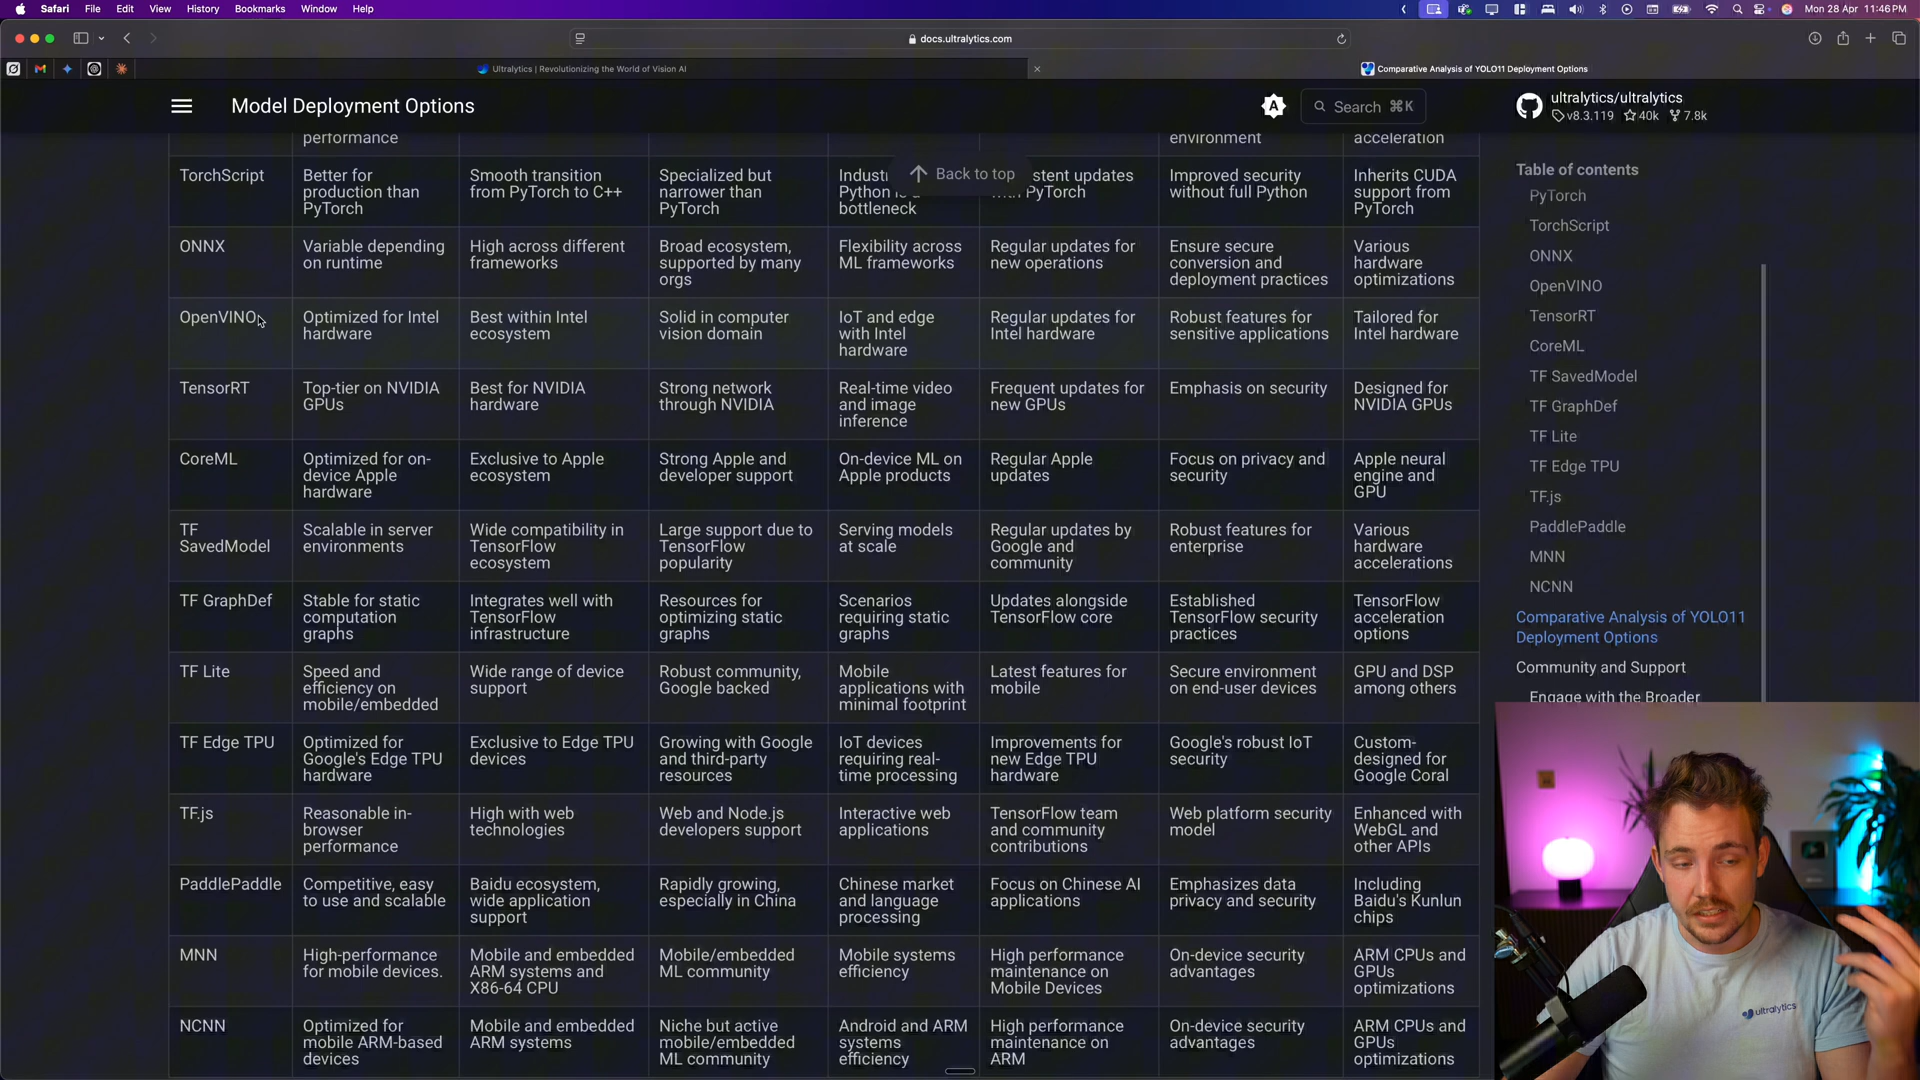 Safari File Edit View History Bookmarks Window Help
Mon 28 Apr 11:46 PM
docs.ultralytics.com
Ultralytics | Revolutionizing the World of Vision AI
Comparative Analysis of YOLO11 Deployment Options
Model Deployment Options
A
Search ⌘K
ultralytics/ultralytics
v8.3.119 40k 7.8k
performance
environment
acceleration
Back to top
TorchScript
Better for
production than
PyTorch
Smooth transition
from PyTorch to C++
Specialized but
narrower than
PyTorch
Python
bottleneck
updates
PyTorch
Improved security
without full Python
Inherits CUDA
support from
PyTorch
ONNX
Variable depending
on runtime
High across different
frameworks
Broad ecosystem,
supported by many
orgs
Flexibility across
ML frameworks
Regular updates for
new operations
Ensure secure
conversion and
deployment practices
Various
hardware
optimizations
OpenVINO
Optimized for Intel
hardware
Best within Intel
ecosystem
Solid in computer
vision domain
IoT and edge
with Intel
hardware
Regular updates for
Intel hardware
Robust features for
sensitive applications
Tailored for
Intel hardware
TensorRT
Top-tier on NVIDIA
GPUs
Best for NVIDIA
hardware
Strong network
through NVIDIA
Real-time video
and image
inference
Frequent updates for
new GPUs
Emphasis on security
Designed for
NVIDIA GPUs
CoreML
Optimized for on-
device Apple
hardware
Exclusive to Apple
ecosystem
Strong Apple and
developer support
On-device ML on
Apple products
Regular Apple
updates
Focus on privacy and
security
Apple neural
engine and
GPU
TF
SavedModel
Scalable in server
environments
Wide compatibility in
TensorFlow
ecosystem
Large support due to
TensorFlow
popularity
Serving models
at scale
Regular updates by
Google and
community
Robust features for
enterprise
Various
hardware
accelerations
TF GraphDef
Stable for static
computation
graphs
Integrates well with
TensorFlow
infrastructure
Resources for
optimizing static
graphs
Scenarios
requiring static
graphs
Updates alongside
TensorFlow core
Established
TensorFlow security
practices
TensorFlow
acceleration
options
TF Lite
Speed and
efficiency on
mobile/embedded
Wide range of device
support
Robust community,
Google backed
Mobile
applications with
minimal footprint
Latest features for
mobile
Secure environment
on end-user devices
GPU and DSP
among others
TF Edge TPU
Optimized for
Google's Edge TPU
hardware
Exclusive to Edge TPU
devices
Growing with Google
and third-party
resources
IoT devices
requiring real-
time processing
Improvements for
new Edge TPU
hardware
Google's robust IoT
security
Custom-
designed for
Google Coral
TF.js
Reasonable in-
browser
performance
High with web
technologies
Web and Node.js
developers support
Interactive web
applications
TensorFlow team
and community
contributions
Web platform security
model
Enhanced with
WebGL and
other APIs
PaddlePaddle
Competitive, easy
to use and scalable
Baidu ecosystem,
wide application
support
Rapidly growing,
especially in China
Chinese market
and language
processing
Focus on Chinese AI
applications
Emphasizes data
privacy and security
Including
Baidu's Kunlun
chips
MNN
High-performance
for mobile devices.
Mobile and embedded
ARM systems and
X86-64 CPU
Mobile/embedded
ML community
Mobile systems
efficiency
High performance
maintenance on
Mobile Devices
On-device security
advantages
ARM CPUs and
GPUs
optimizations
NCNN
Optimized for
mobile ARM-based
devices
Mobile and embedded
ARM systems
Niche but active
mobile/embedded
ML community
Android and ARM
systems
efficiency
High performance
maintenance on
ARM
On-device security
advantages
ARM CPUs and
GPUs
optimizations
Table of contents
PyTorch
TorchScript
ONNX
OpenVINO
TensorRT
CoreML
TF SavedModel
TF GraphDef
TF Lite
TF Edge TPU
TF.js
PaddlePaddle
MNN
NCNN
Comparative Analysis of YOLO11
Deployment Options
Community and Support
Engage with the Broader
ultralytics